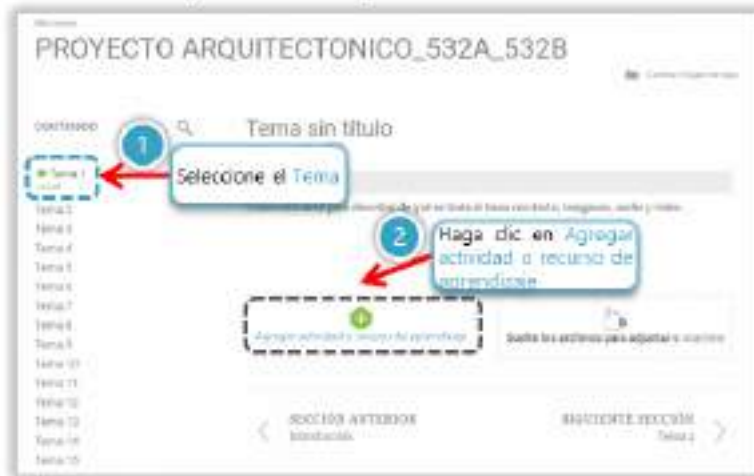 PROYECTO ARQUITECTONICO_532A_532B
CONTENIDO
Tema sin título
1
Tema 1
Seleccione el Tema
2
Haga clic en Agregar
actividad o recurso de
aprendizaje
Tema 2
Tema 3
Tema 4
Tema 5
Tema 6
Tema 7
Tema 8
Tema 9
Tema 10
Tema 11
Tema 12
Tema 13
Tema 14
Tema 15
Agregar actividad o recurso de aprendizaje
Suelte los archivos para adjuntar o
SECCIÓN ANTERIOR
Introducción
SIGUIENTE SECCIÓN
Tema 2